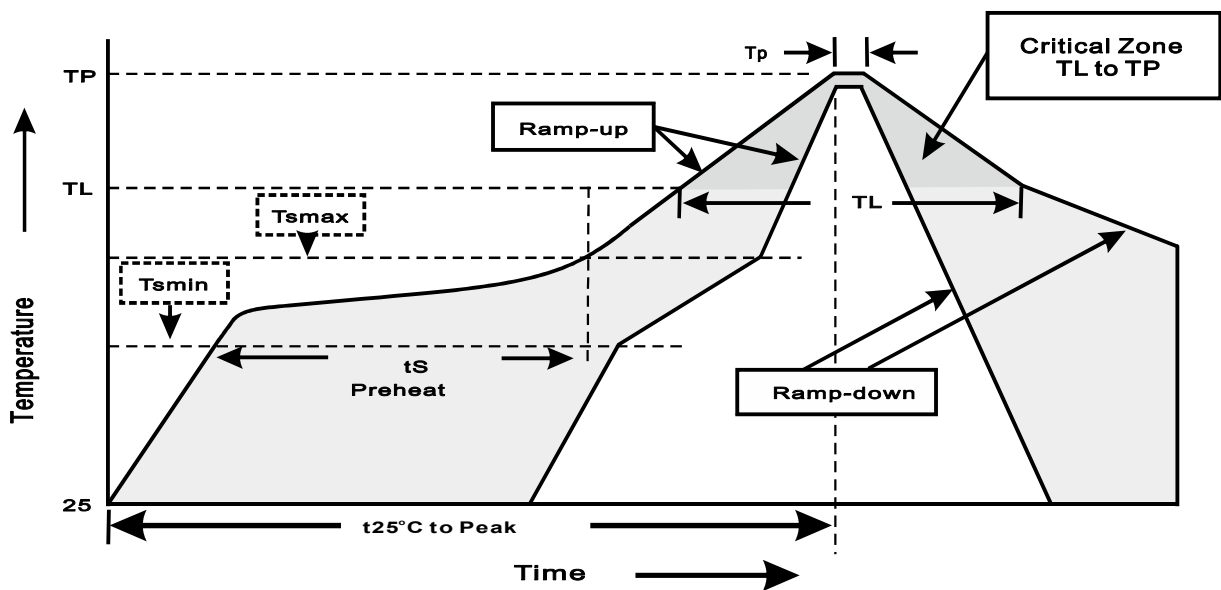 Tp
Critical Zone
TL to TP
TP
Ramp-up
TL
Tsmax
TL
Tsmin
Temperature
tS
Preheat
Ramp-down
25
t25°C to Peak
Time